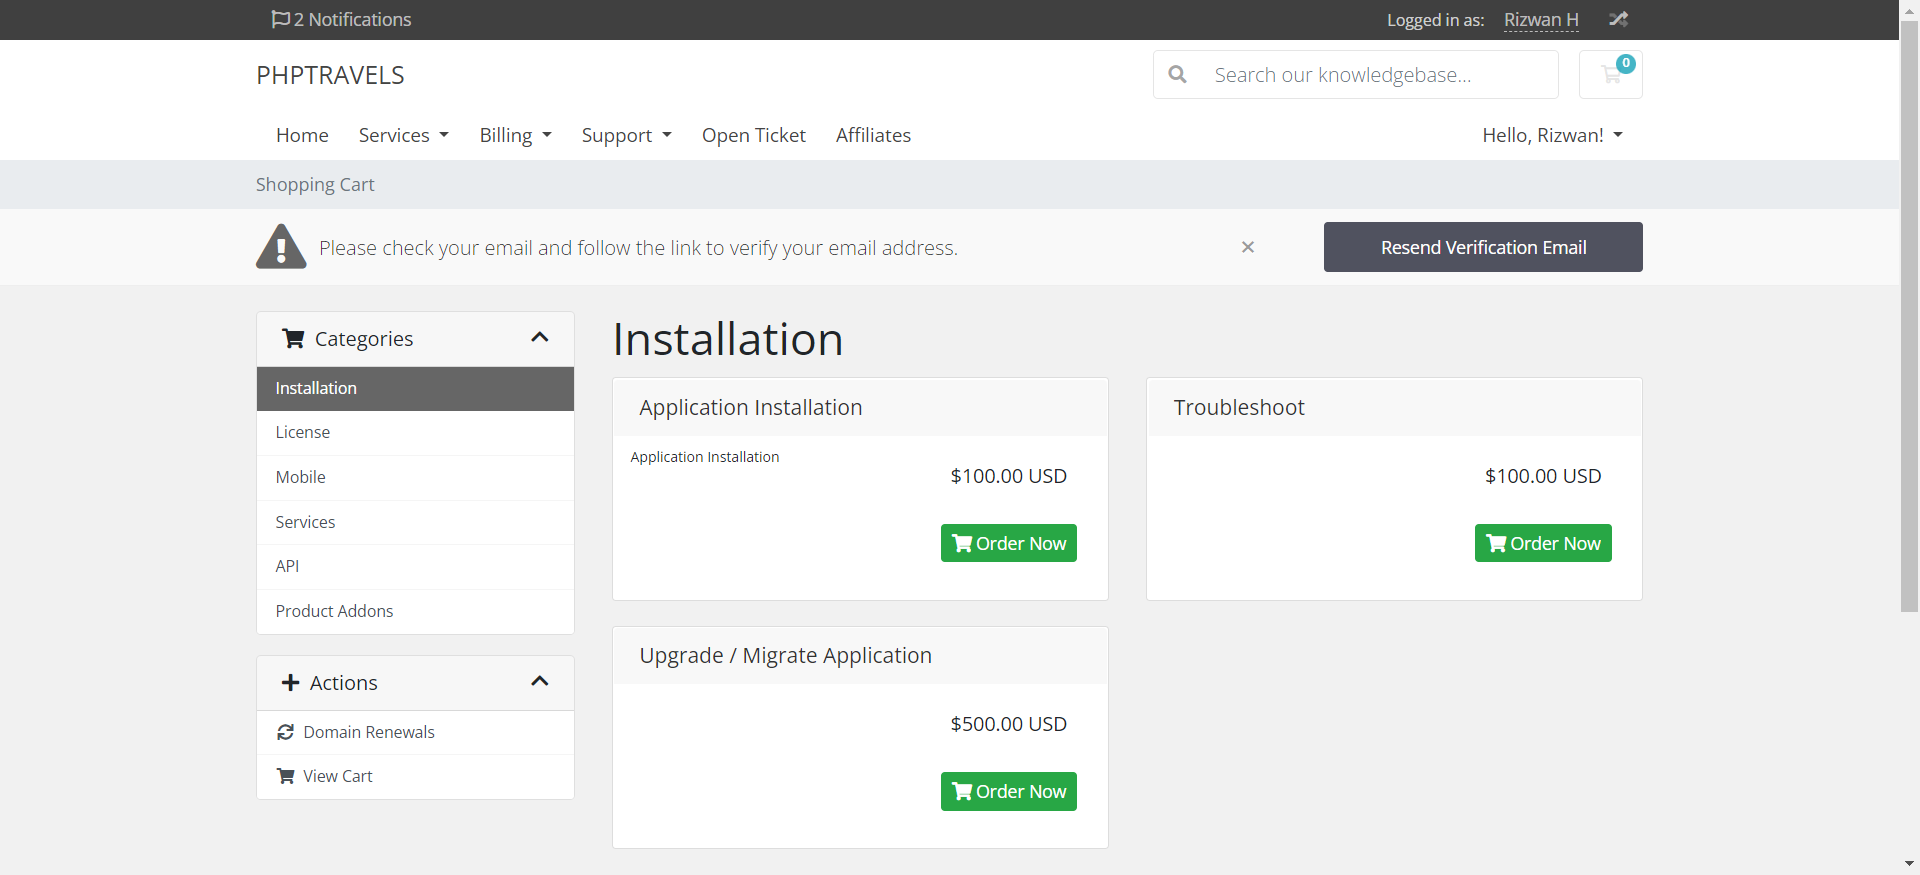 2 Notifications
Logged in as: Rizwan H
PHPTRAVELS
Search our knowledgebase...
0
Home Services Billing Support Open Ticket Affiliates
Hello, Rizwan!
Shopping Cart
Please check your email and follow the link to verify your email address.
Resend Verification Email
Categories
Installation
License
Mobile
Services
API
Product Addons
Actions
Domain Renewals
View Cart
Installation
Application Installation
Application Installation
$100.00 USD
Order Now
Troubleshoot
$100.00 USD
Order Now
Upgrade / Migrate Application
$500.00 USD
Order Now